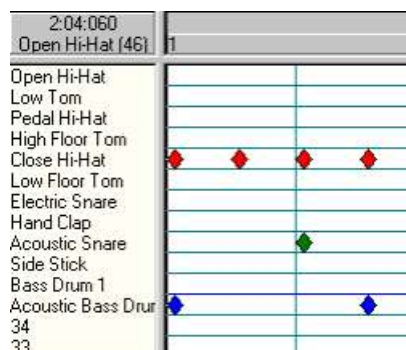 2:04:060
Open Hi-Hat (46) 1
Open Hi-Hat
Low Tom
Pedal Hi-Hat
High Floor Tom
Close Hi-Hat
Low Floor Tom
Electric Snare
Hand Clap
Acoustic Snare
Side Stick
Bass Drum 1
Acoustic Bass Drur
34
33